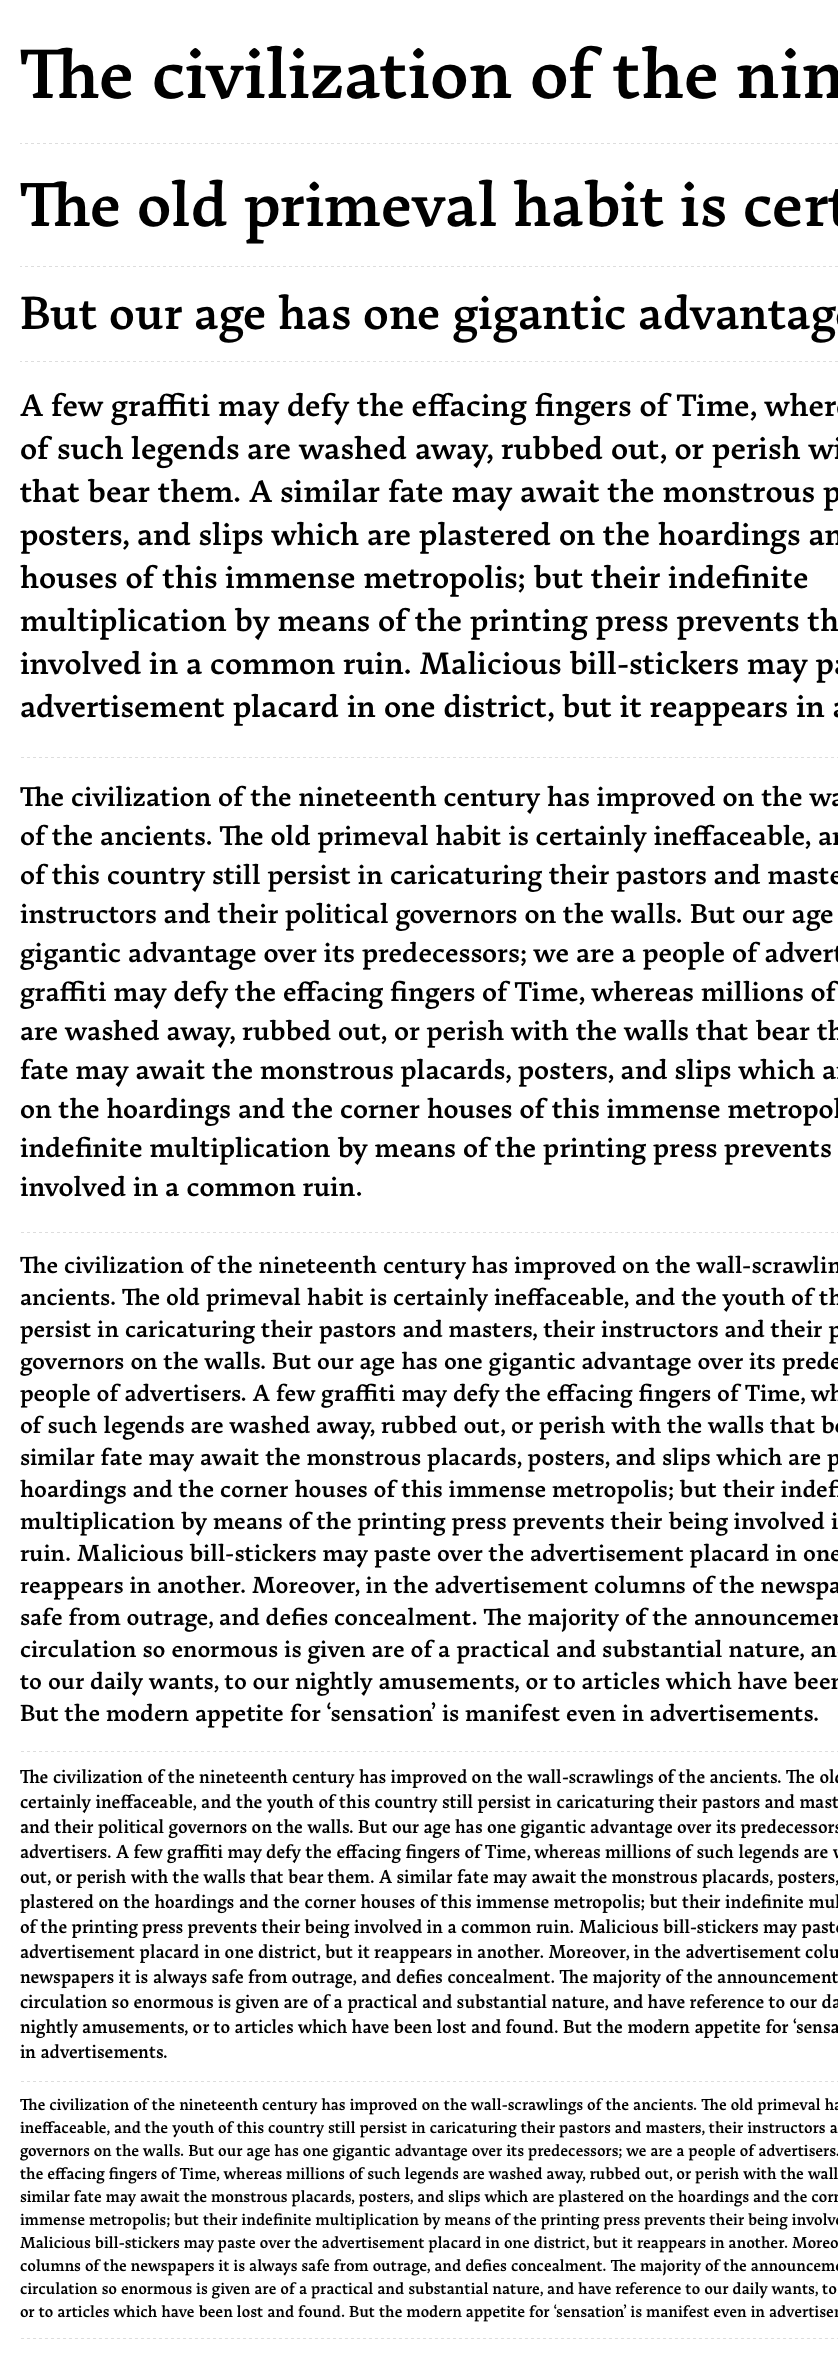 The civilization of the nin
The old primeval habit is cert
But our age has one gigantic advantage
A few graffiti may defy the effacing fingers of Time, where
of such legends are washed away, rubbed out, or perish wi
that bear them. A similar fate may await the monstrous p
posters, and slips which are plastered on the hoardings an
houses of this immense metropolis; but their indefinite
multiplication by means of the printing press prevents th
involved in a common ruin. Malicious bill-stickers may pa
advertisement placard in one district, but it reappears in a
The civilization of the nineteenth century has improved on the wa
of the ancients. The old primeval habit is certainly ineffaceable, an
of this country still persist in caricaturing their pastors and maste
instructors and their political governors on the walls. But our age
gigantic advantage over its predecessors; we are a people of advert
graffiti may defy the effacing fingers of Time, whereas millions of
are washed away, rubbed out, or perish with the walls that bear th
fate may await the monstrous placards, posters, and slips which a
on the hoardings and the corner houses of this immense metropol
indefinite multiplication by means of the printing press prevents
involved in a common ruin.
The civilization of the nineteenth century has improved on the wall-scrawlin
ancients. The old primeval habit is certainly ineffaceable, and the youth of th
persist in caricaturing their pastors and masters, their instructors and their p
governors on the walls. But our age has one gigantic advantage over its prede
people of advertisers. A few graffiti may defy the effacing fingers of Time, wh
of such legends are washed away, rubbed out, or perish with the walls that be
similar fate may await the monstrous placards, posters, and slips which are p
hoardings and the corner houses of this immense metropolis; but their indefi
multiplication by means of the printing press prevents their being involved i
ruin. Malicious bill-stickers may paste over the advertisement placard in one
reappears in another. Moreover, in the advertisement columns of the newspa
safe from outrage, and defies concealment. The majority of the announcemen
circulation so enormous is given are of a practical and substantial nature, an
to our daily wants, to our nightly amusements, or to articles which have been
But the modern appetite for ‘sensation’ is manifest even in advertisements.
The civilization of the nineteenth century has improved on the wall-scrawlings of the ancients. The old
certainly ineffaceable, and the youth of this country still persist in caricaturing their pastors and mast
and their political governors on the walls. But our age has one gigantic advantage over its predecessors
advertisers. A few graffiti may defy the effacing fingers of Time, whereas millions of such legends are w
out, or perish with the walls that bear them. A similar fate may await the monstrous placards, posters,
plastered on the hoardings and the corner houses of this immense metropolis; but their indefinite mul
of the printing press prevents their being involved in a common ruin. Malicious bill-stickers may paste
advertisement placard in one district, but it reappears in another. Moreover, in the advertisement colu
newspapers it is always safe from outrage, and defies concealment. The majority of the announcement
circulation so enormous is given are of a practical and substantial nature, and have reference to our da
nightly amusements, or to articles which have been lost and found. But the modern appetite for ‘sensa
in advertisements.
The civilization of the nineteenth century has improved on the wall-scrawlings of the ancients. The old primeval ha
ineffaceable, and the youth of this country still persist in caricaturing their pastors and masters, their instructors a
governors on the walls. But our age has one gigantic advantage over its predecessors; we are a people of advertisers.
the effacing fingers of Time, whereas millions of such legends are washed away, rubbed out, or perish with the wall
similar fate may await the monstrous placards, posters, and slips which are plastered on the hoardings and the corn
immense metropolis; but their indefinite multiplication by means of the printing press prevents their being involve
Malicious bill-stickers may paste over the advertisement placard in one district, but it reappears in another. Moreo
columns of the newspapers it is always safe from outrage, and defies concealment. The majority of the announceme
circulation so enormous is given are of a practical and substantial nature, and have reference to our daily wants, to
or to articles which have been lost and found. But the modern appetite for ‘sensation’ is manifest even in advertisem